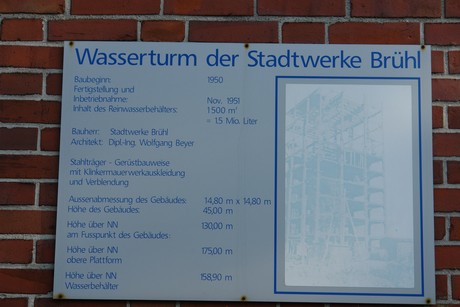 Wasserturm der Stadtwerke Brühl
Baubeginn: 1950
Fertigstellung und
Inbetriebnahme: Nov. 1951
Inhalt des Reinwasserbehälters: 1500 m³
= 1.5 Mio. Liter
Bauherr: Stadtwerke Brühl
Architekt: Dipl.-Ing. Wolfgang Beyer
Stahlträger - Gerüstbauweise
mit Klinkermauerwerkauskleidung
und Verblendung
Aussenabmessung des Gebäudes: 14,80 m x 14,80 m
Höhe des Gebäudes: 45,00 m
Höhe über NN 130,00 m
am Fusspunkt des Gebäudes:
Höhe über NN 175,00 m
obere Plattform
Höhe über NN 158,90 m
Wasserbehälter